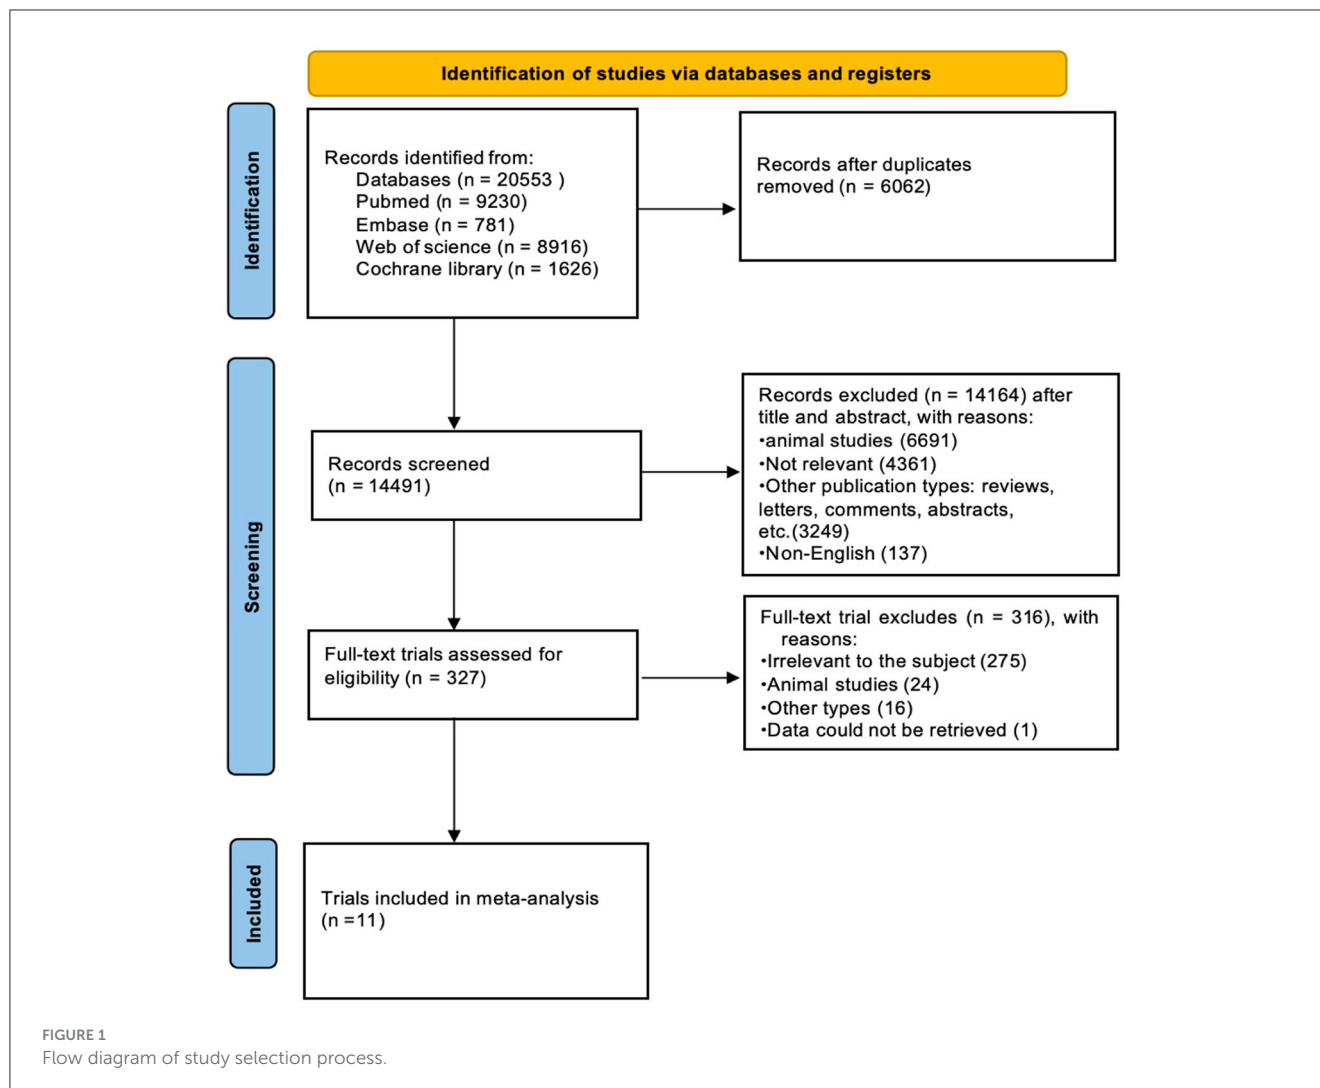 Identification of studies via databases and registers
Identification
Records identified from:
Databases (n = 20553 )
Pubmed (n = 9230)
Embase (n = 781)
Web of science (n = 8916)
Cochrane library (n = 1626)
Records after duplicates
removed (n = 6062)
Screening
Records screened
(n = 14491)
Records excluded (n = 14164) after
title and abstract, with reasons:
•animal studies (6691)
•Not relevant (4361)
•Other publication types: reviews,
letters, comments, abstracts,
etc.(3249)
•Non-English (137)
Full-text trials assessed for
eligibility (n = 327)
Full-text trial excludes (n = 316), with
reasons:
•Irrelevant to the subject (275)
•Animal studies (24)
•Other types (16)
•Data could not be retrieved (1)
Included
Trials included in meta-analysis
(n =11)
FIGURE 1
Flow diagram of study selection process.